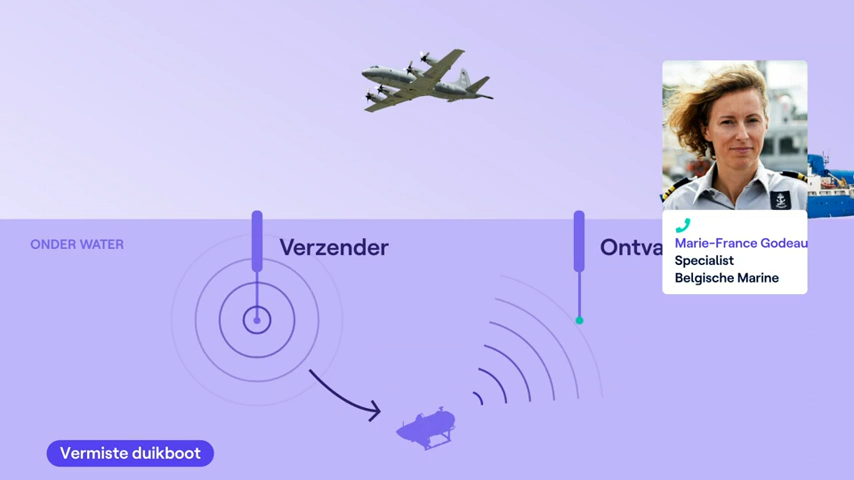 ONDER WATER
Verzender
Marie-France Godeau
Specialist
Belgische Marine
Vermiste duikboot